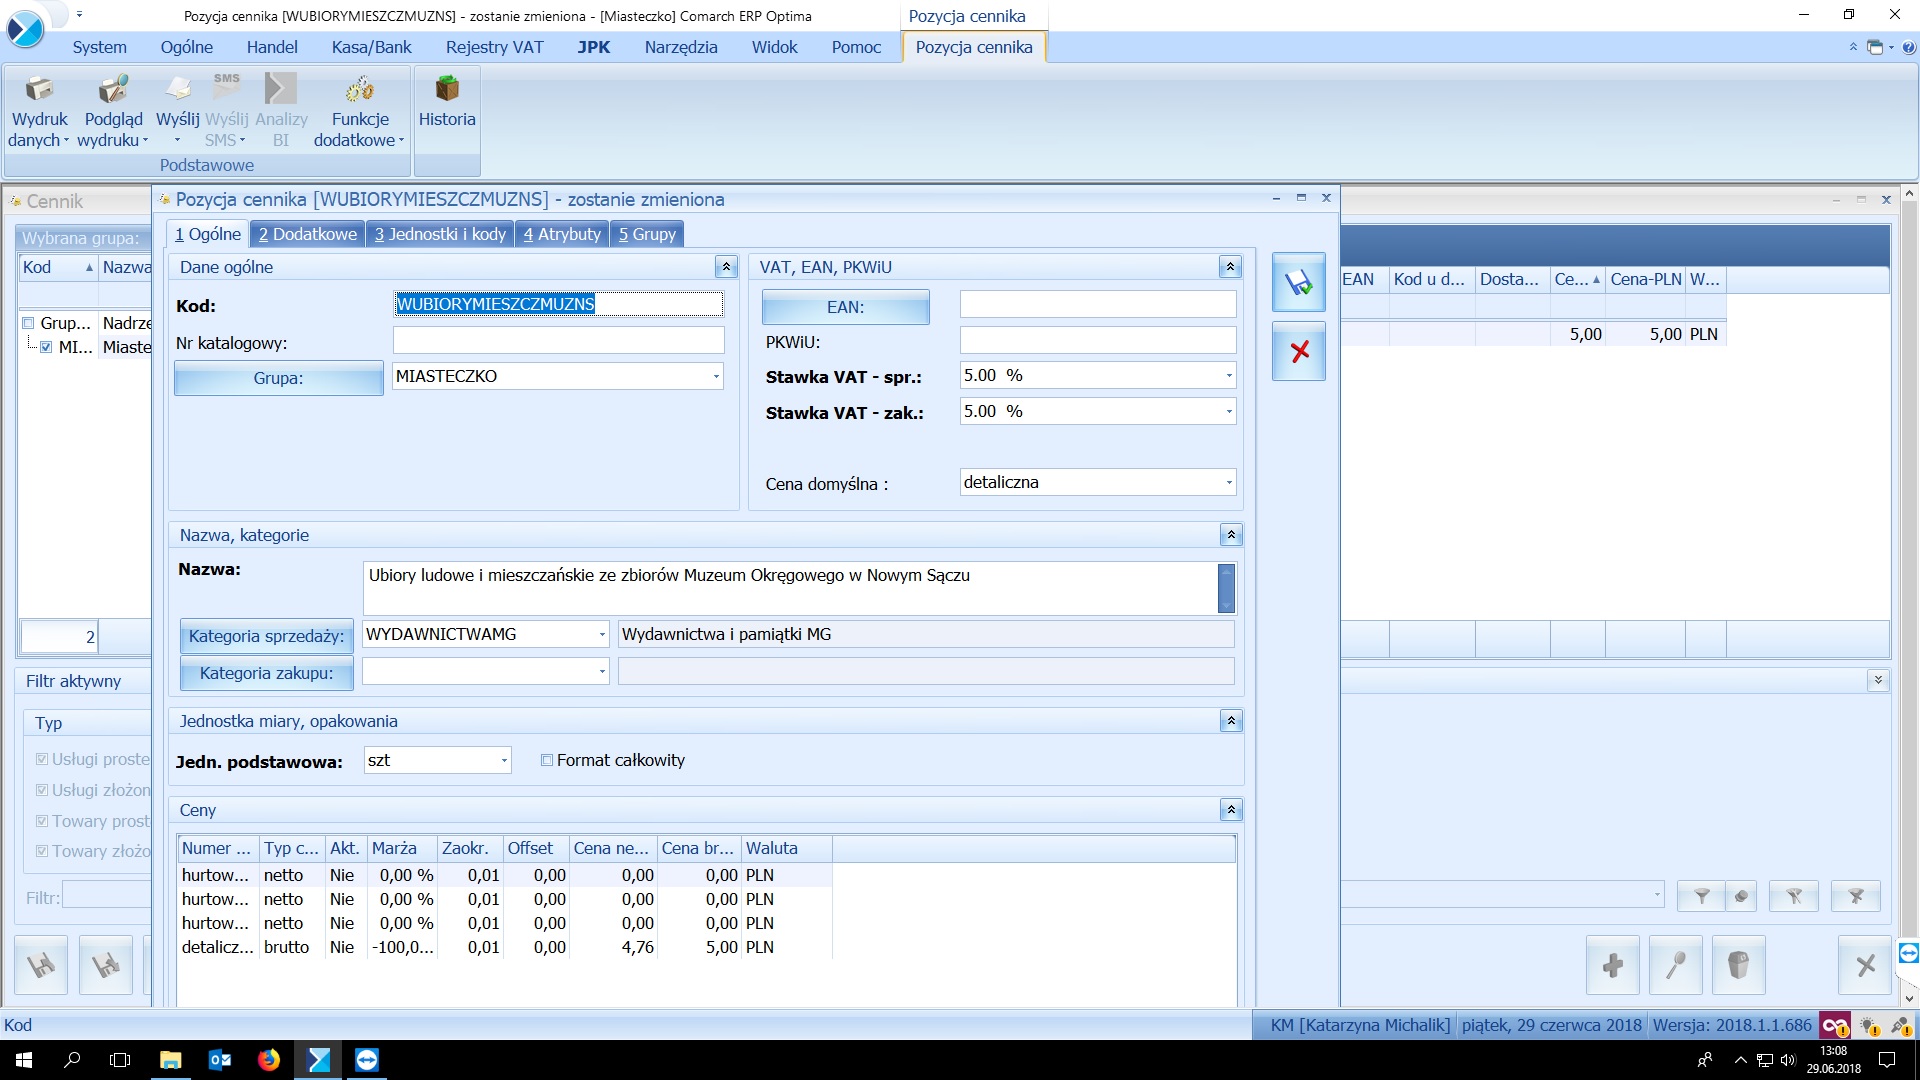 Pozycja cennika [WUBIORYMIESZCZMUZNS] - zostanie zmieniona - [Miasteczko] Comarch ERP Optima
Pozycja cennika
System Ogólne Handel Kasa/Bank Rejestry VAT JPK Narzędzia Widok Pomoc Pozycja cennika
Wydruk danych
Podgląd wydruku
Wyślij
SMS
Wyślij SMS
Analizy BI
Funkcje dodatkowe
Historia
Podstawowe
Cennik
Pozycja cennika [WUBIORYMIESZCZMUZNS] - zostanie zmieniona
Wybrana grupa:
Kod Nazwa
Grup... Nadrze
MI... Miaste
2
Filtr aktywny
Typ
Usługi proste
Usługi złożon
Towary prost
Towary złożo
Filtr:
1 Ogólne 2 Dodatkowe 3 Jednostki i kody 4 Atrybuty 5 Grupy
Dane ogólne
Kod: WUBIORYMIESZCZMUZNS
Nr katalogowy:
Grupa: MIASTECZKO
VAT, EAN, PKWiU
EAN:
PKWiU:
Stawka VAT - spr.: 5.00 %
Stawka VAT - zak.: 5.00 %
Cena domyślna : detaliczna
Nazwa, kategorie
Nazwa: Ubiory ludowe i mieszczańskie ze zbiorów Muzeum Okręgowego w Nowym Sączu
Kategoria sprzedaży: WYDAWNICTWAMG Wydawnictwa i pamiątki MG
Kategoria zakupu:
Jednostka miary, opakowania
Jedn. podstawowa: szt Format całkowity
Ceny
Numer ... Typ c... Akt. Marża Zaokr. Offset Cena ne... Cena br... Waluta
hurtow... netto Nie 0,00 % 0,01 0,00 0,00 0,00 PLN
hurtow... netto Nie 0,00 % 0,01 0,00 0,00 0,00 PLN
hurtow... netto Nie 0,00 % 0,01 0,00 0,00 0,00 PLN
detalicz... brutto Nie -100,0... 0,01 0,00 4,76 5,00 PLN
EAN Kod u d... Dosta... Ce... Cena-PLN W...
5,00 5,00 PLN
Kod
KM [Katarzyna Michalik] piątek, 29 czerwca 2018 Wersja: 2018.1.1.686
13:08
29.06.2018